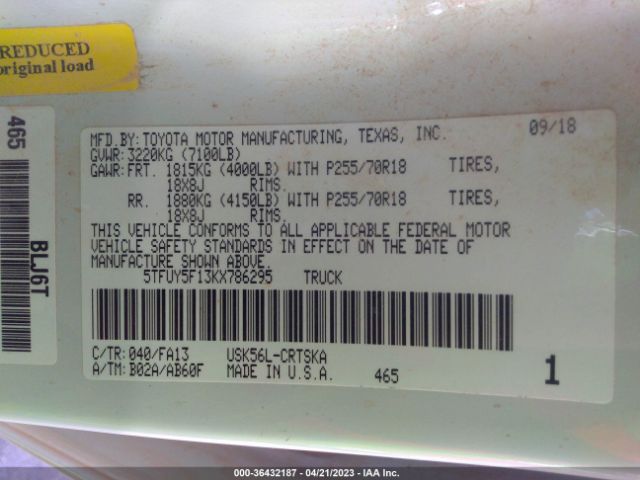 REDUCED
original load
465
BLJ6T
MFD.BY: TOYOTA MOTOR MANUFACTURING, TEXAS, INC. 09/18
GVWR: 3220KG (7100LB)
GAWR: FRT. 1815KG (4000LB) WITH P255/70R18 TIRES,
18X8J RIMS.
RR. 1880KG (4150LB) WITH P255/70R18 TIRES,
18X8J RIMS.
THIS VEHICLE CONFORMS TO ALL APPLICABLE FEDERAL MOTOR
VEHICLE SAFETY STANDARDS IN EFFECT ON THE DATE OF
MANUFACTURE SHOWN ABOVE.
5TFUY5F13KX786295 TRUCK
C/TR: 040/FA13 USK56L-CRTSKA
A/TM: B02A/AB60F MADE IN U.S.A. 465 1
000-36432187 - 04/21/2023 - IAA Inc.